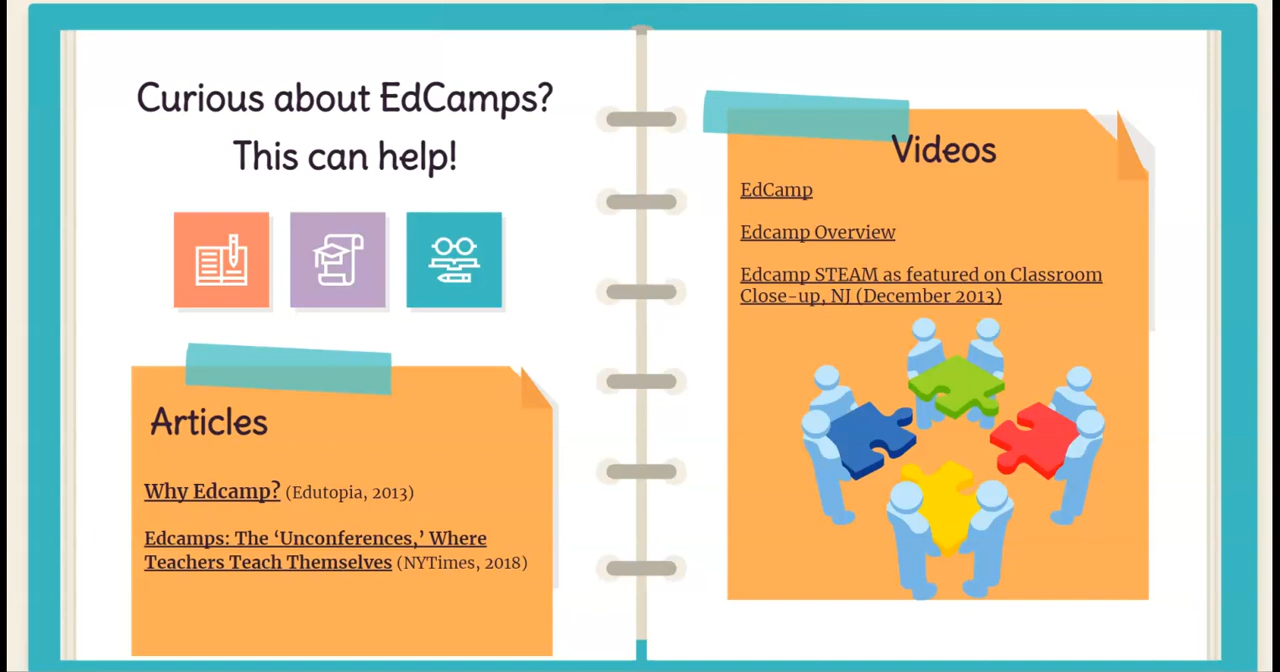 Curious about EdCamps?
This can help!
Articles
Why Edcamp? (Edutopia, 2013)
Edcamps: The ‘Unconferences,’ Where
Teachers Teach Themselves (NYTimes, 2018)
Videos
EdCamp
Edcamp Overview
Edcamp STEAM as featured on Classroom
Close-up, NJ (December 2013)